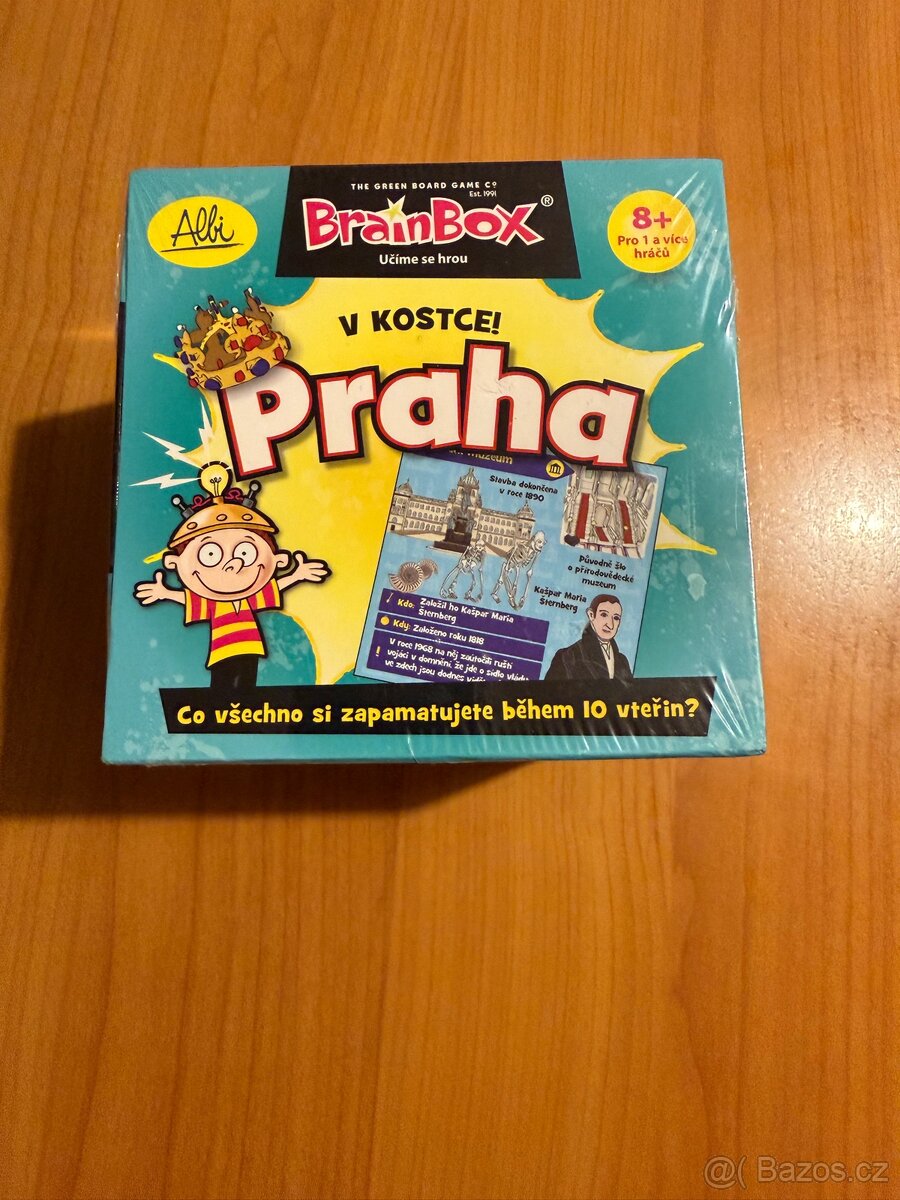 THE GREEN BOARD GAME Cº
Est. 1991
Albi
BrainBox®
Učíme se hrou
8+
Pro 1 a více
hráčů
V KOSTCE!
Praha
muzeum
Stavba dokončena
v roce 1890
Původně šlo
o přírodovědecké
muzeum
Kašpar Maria
Šternberg
Kdo: Založil ho Kašpar Maria
Šternberg
Kdy: Založeno roku 1818
! V roce 1968 na něj zaútočili ruští
vojáci v domnění, že jde o sídlo vlády
ve zdech jsou dodnes
Co všechno si zapamatujete během 10 vteřin?
@( Bazos.cz